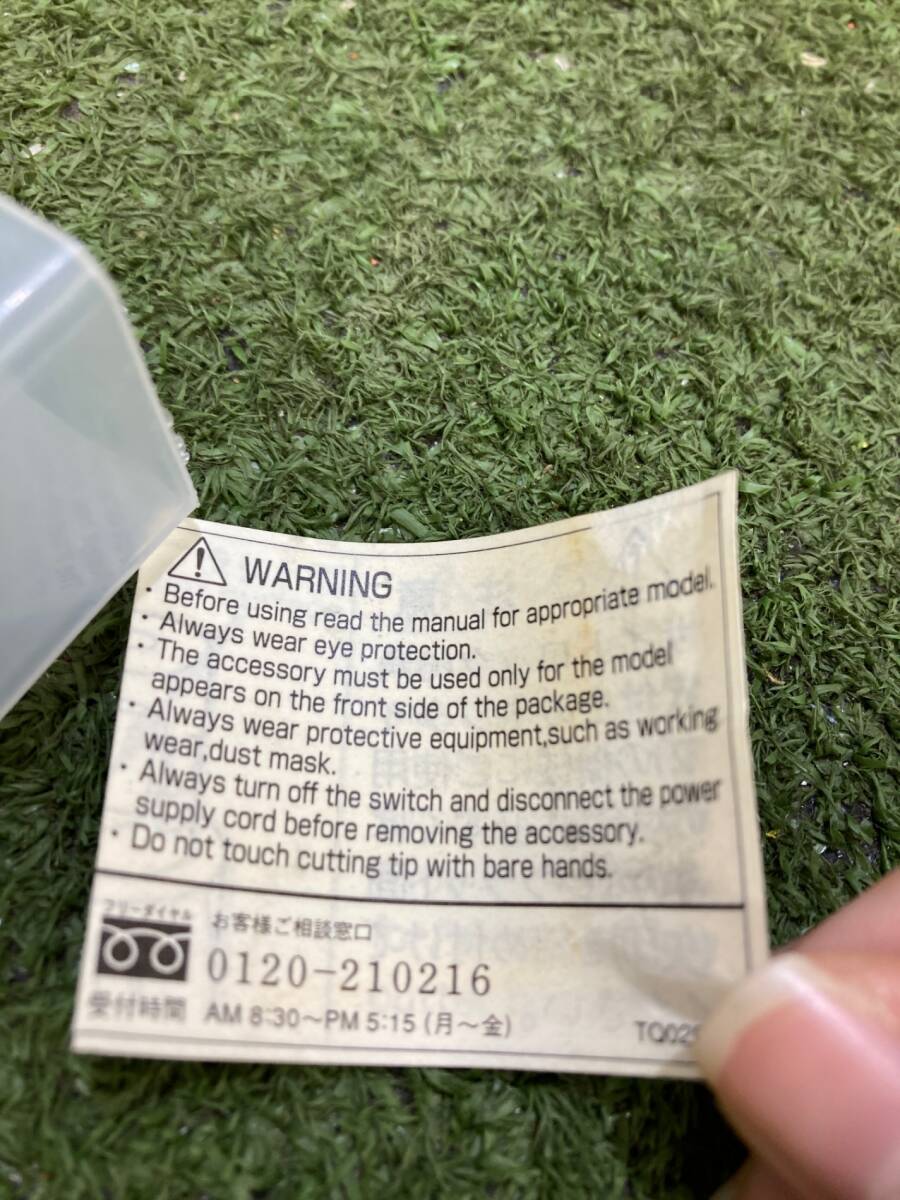 WARNING
・Before using read the manual for appropriate model.
・Always wear eye protection.
・The accessory must be used only for the model
appears on the front side of the package.
・Always wear protective equipment,such as working
wear,dust mask.
・Always turn off the switch and disconnect the power
supply cord before removing the accessory.
・Do not touch cutting tip with bare hands.
フリーダイヤル
お客様ご相談窓口
0120-210216
受付時間 AM 8:30～PM 5:15 (月～金)